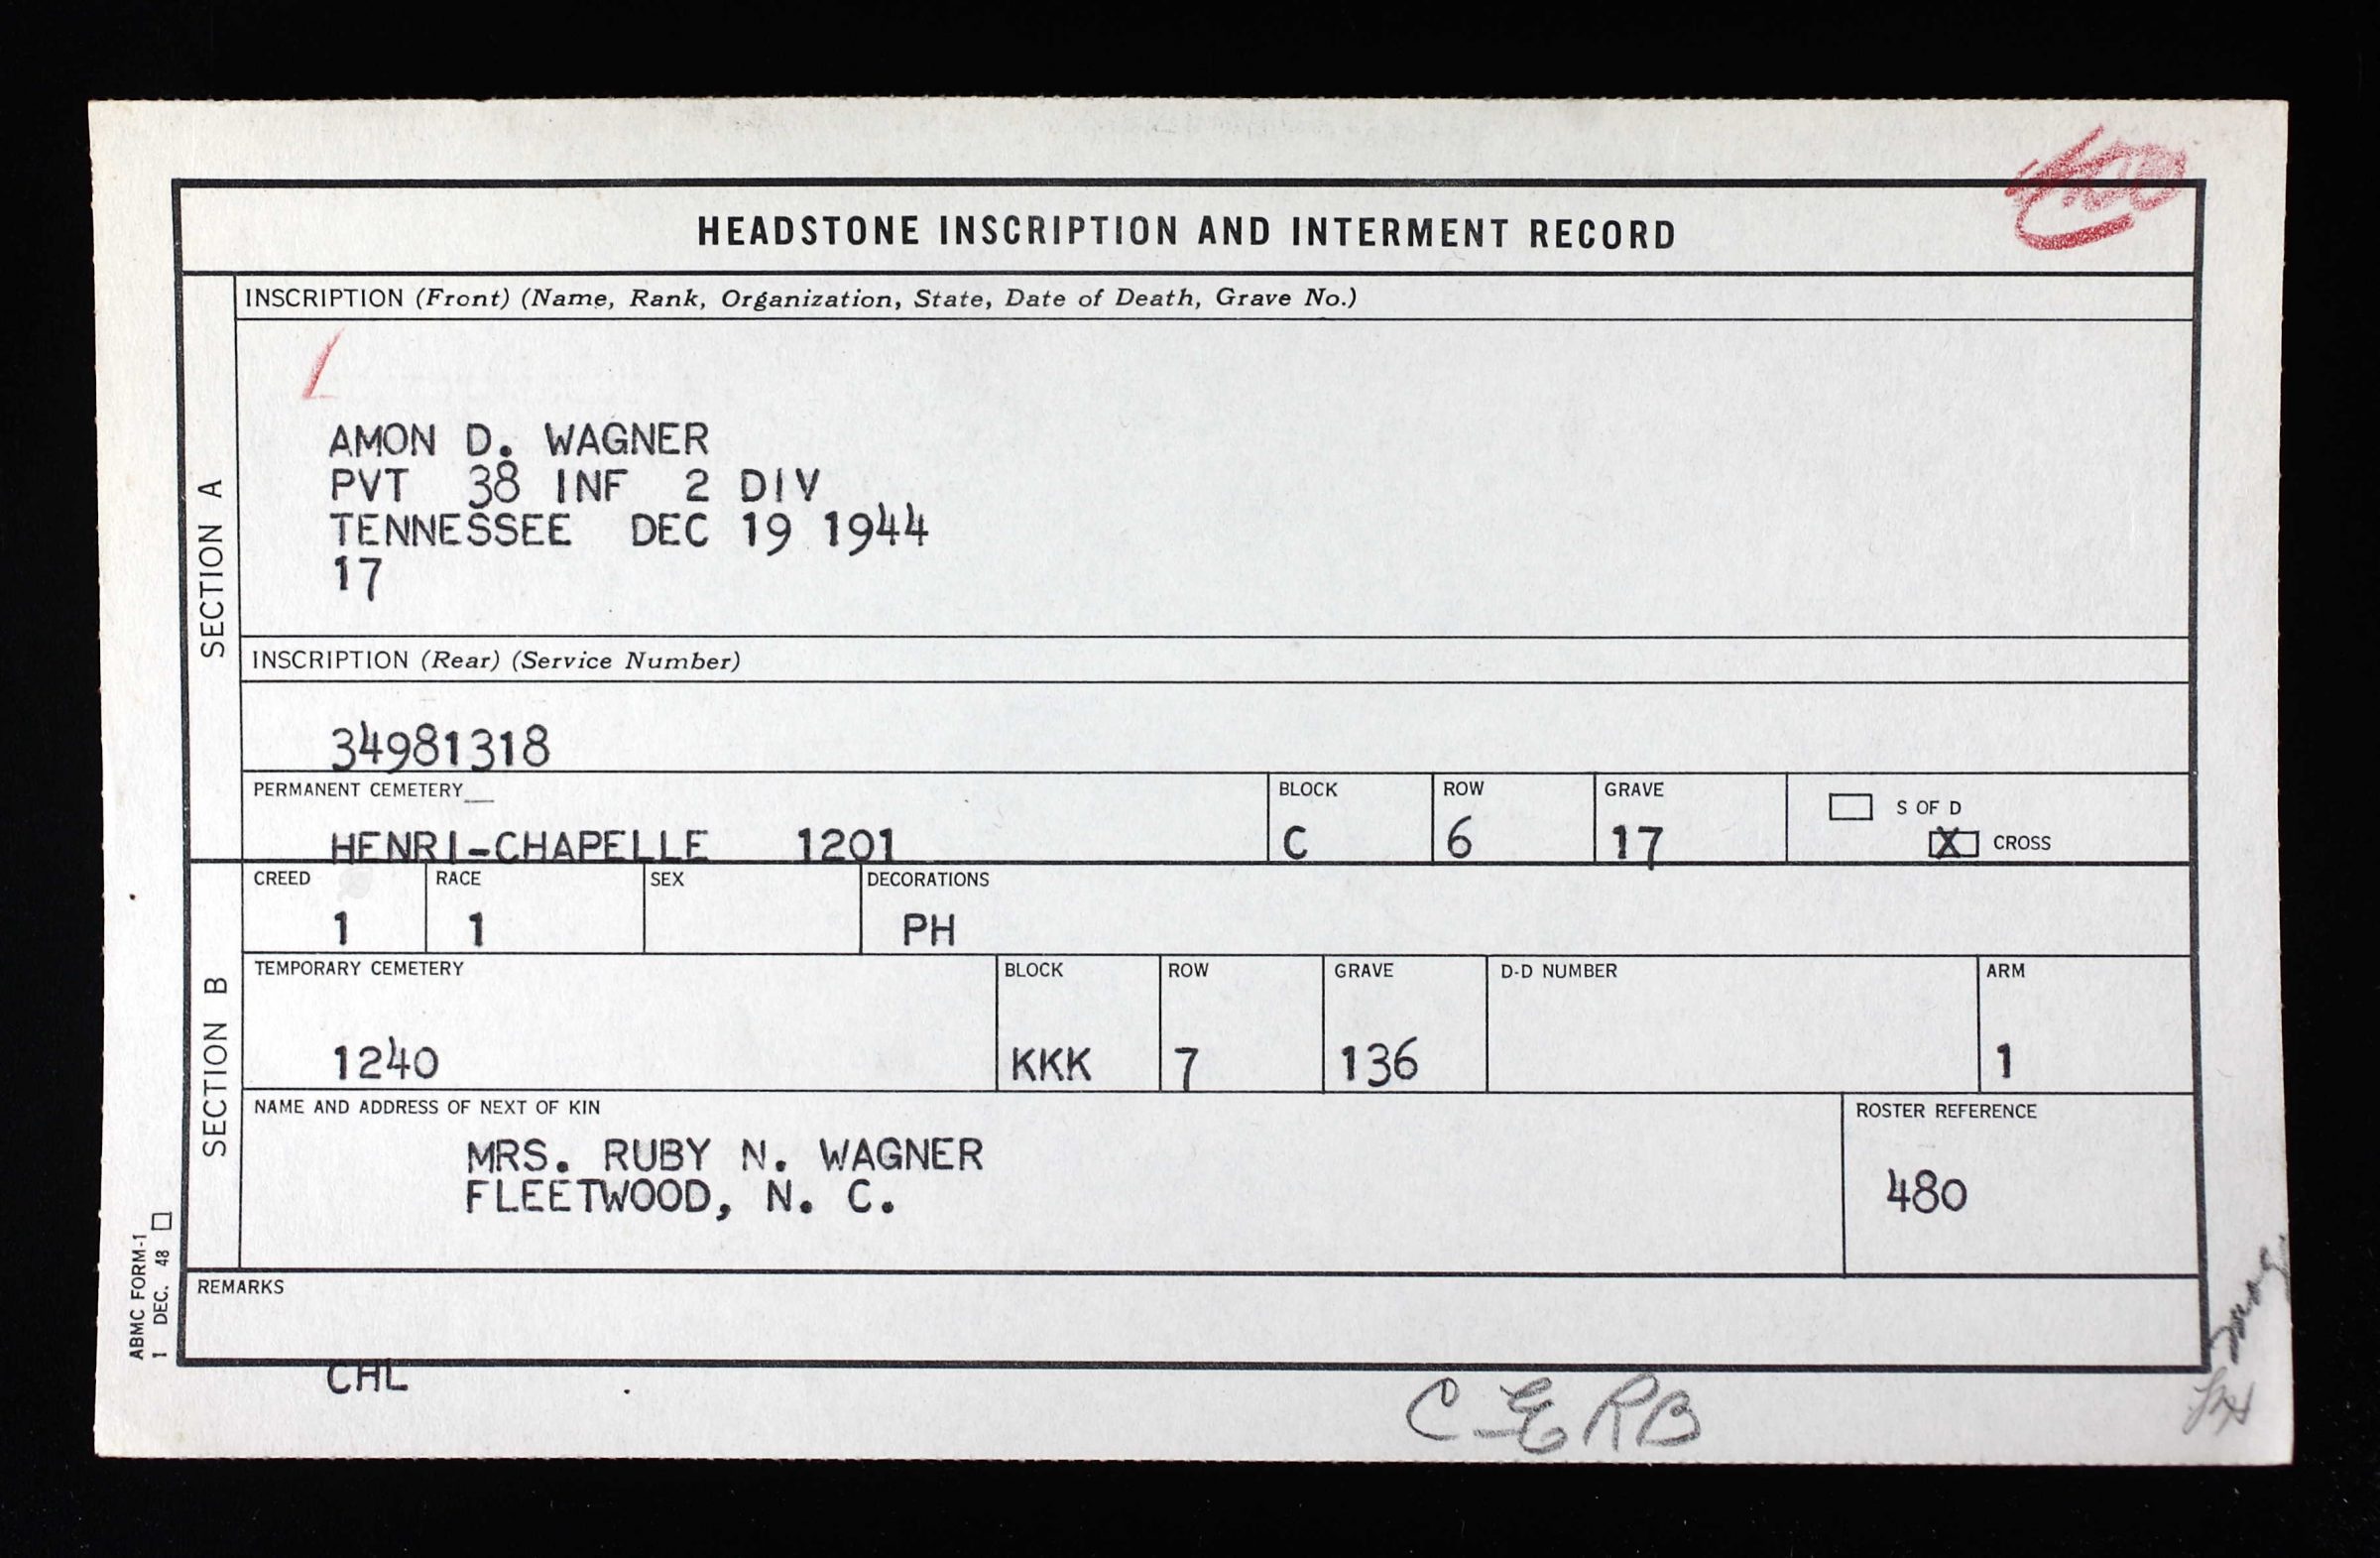 HEADSTONE INSCRIPTION AND INTERMENT RECORD
SECTION A
INSCRIPTION (Front) (Name, Rank, Organization, State, Date of Death, Grave No.)
AMON D. WAGNER
PVT 38 INF 2 DIV
TENNESSEE DEC 19 1944
17
INSCRIPTION (Rear) (Service Number)
34981318
PERMANENT CEMETERY BLOCK ROW GRAVE S OF D
HENRI-CHAPELLE 1201 C 6 17 X CROSS
SECTION B
CREED RACE SEX DECORATIONS
1 1 PH
TEMPORARY CEMETERY BLOCK ROW GRAVE D-D NUMBER ARM
1240 KKK 7 136 1
NAME AND ADDRESS OF NEXT OF KIN ROSTER REFERENCE
MRS. RUBY N. WAGNER
FLEETWOOD, N. C. 480
REMARKS
ABMC FORM-1
1 DEC. 48
CHL
C E RB